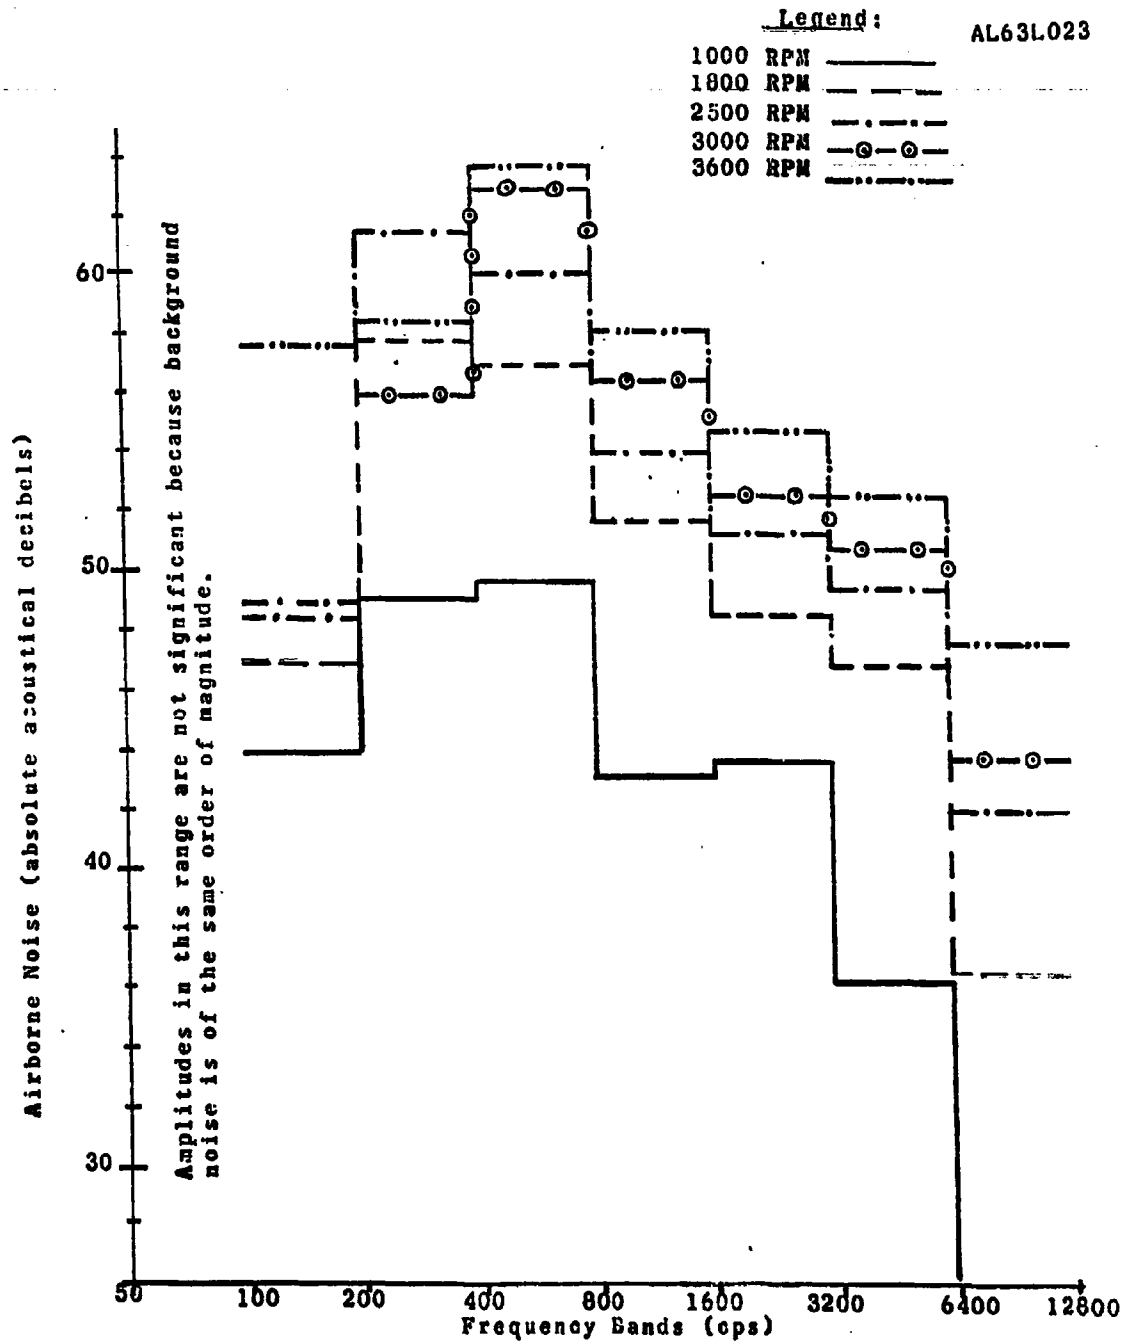 Legend:
AL63L023
1000 RPM
1800 RPM
2500 RPM
3000 RPM
3600 RPM
Airborne Noise (absolute acoustical decibels)
Amplitudes in this range are not significant because background
noise is of the same order of magnitude.
60
50
40
30
50 100 200 400 800 1600 3200 6400 12800
Frequency Bands (cps)